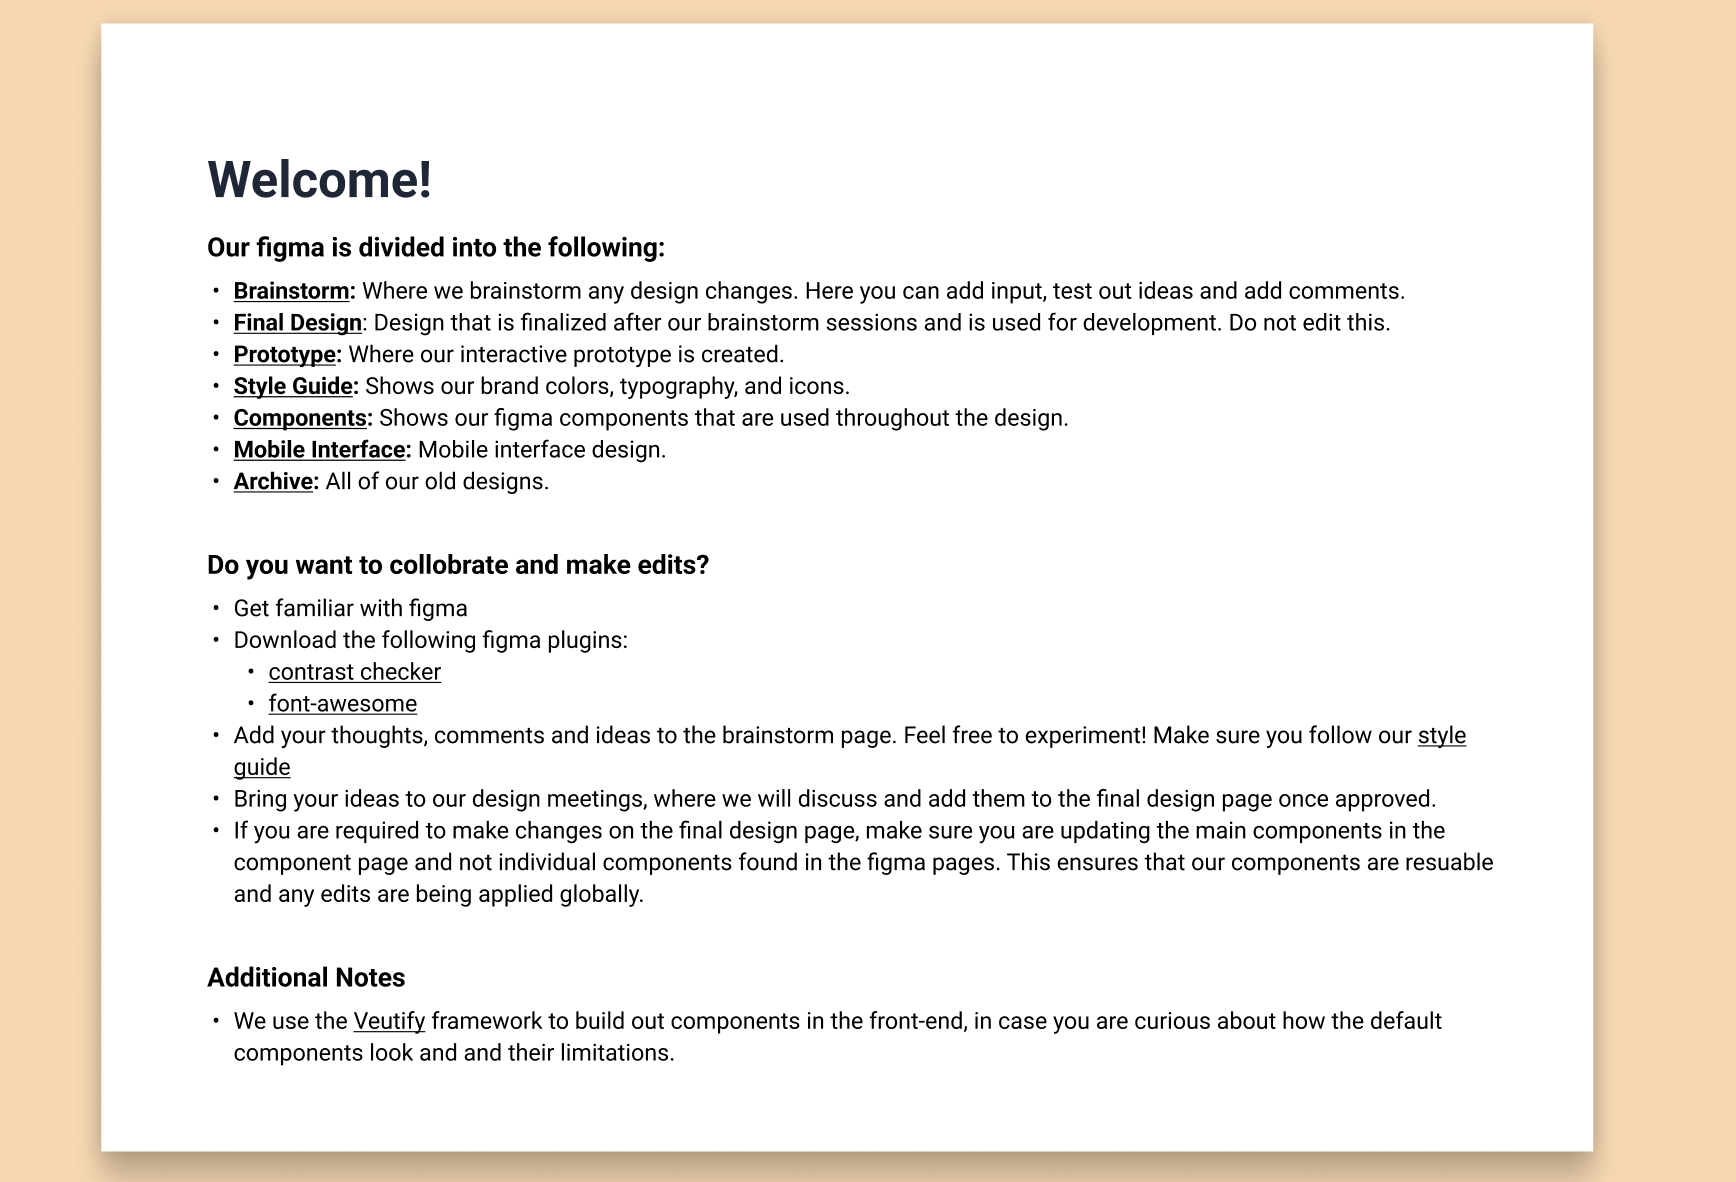 Welcome!
Our figma is divided into the following:
• Brainstorm: Where we brainstorm any design changes. Here you can add input, test out ideas and add comments.
• Final Design: Design that is finalized after our brainstorm sessions and is used for development. Do not edit this.
• Prototype: Where our interactive prototype is created.
• Style Guide: Shows our brand colors, typography, and icons.
• Components: Shows our figma components that are used throughout the design.
• Mobile Interface: Mobile interface design.
• Archive: All of our old designs.
Do you want to collobrate and make edits?
• Get familiar with figma
• Download the following figma plugins:
• contrast checker
• font-awesome
• Add your thoughts, comments and ideas to the brainstorm page. Feel free to experiment! Make sure you follow our style
guide
• Bring your ideas to our design meetings, where we will discuss and add them to the final design page once approved.
• If you are required to make changes on the final design page, make sure you are updating the main components in the
component page and not individual components found in the figma pages. This ensures that our components are resuable
and any edits are being applied globally.
Additional Notes
• We use the Veutify framework to build out components in the front-end, in case you are curious about how the default
components look and and their limitations.